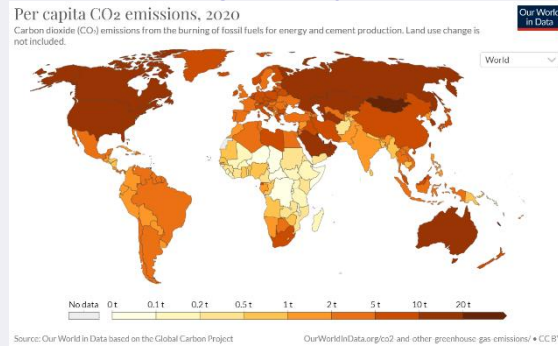 Per capita CO₂ emissions, 2020
Our World
in Data
Carbon dioxide (CO₂) emissions from the burning of fossil fuels for energy and cement production. Land use change is
not included.
World
No data 0 t 0.1 t 0.2 t 0.5 t 1 t 2 t 5 t 10 t 20 t
Source: Our World in Data based on the Global Carbon Project OurWorldInData.org/co2-and-other-greenhouse-gas-emissions/ • CC BY